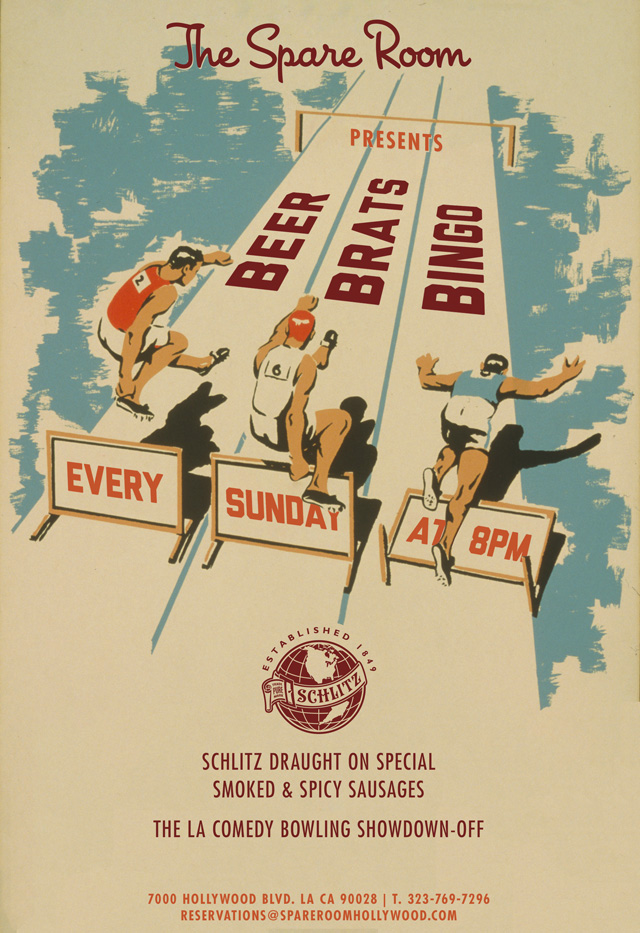 The Spare Room
PRESENTS
BEER
BRATS
BINGO
2
6
EVERY
SUNDAY
AT 8PM
ESTABLISHED 1849
PURE
SCHLITZ
SCHLITZ DRAUGHT ON SPECIAL
SMOKED & SPICY SAUSAGES
THE LA COMEDY BOWLING SHOWDOWN-OFF
7000 HOLLYWOOD BLVD. LA CA 90028 | T. 323-769-7296
RESERVATIONS@SPAREROOMHOLLYWOOD.COM